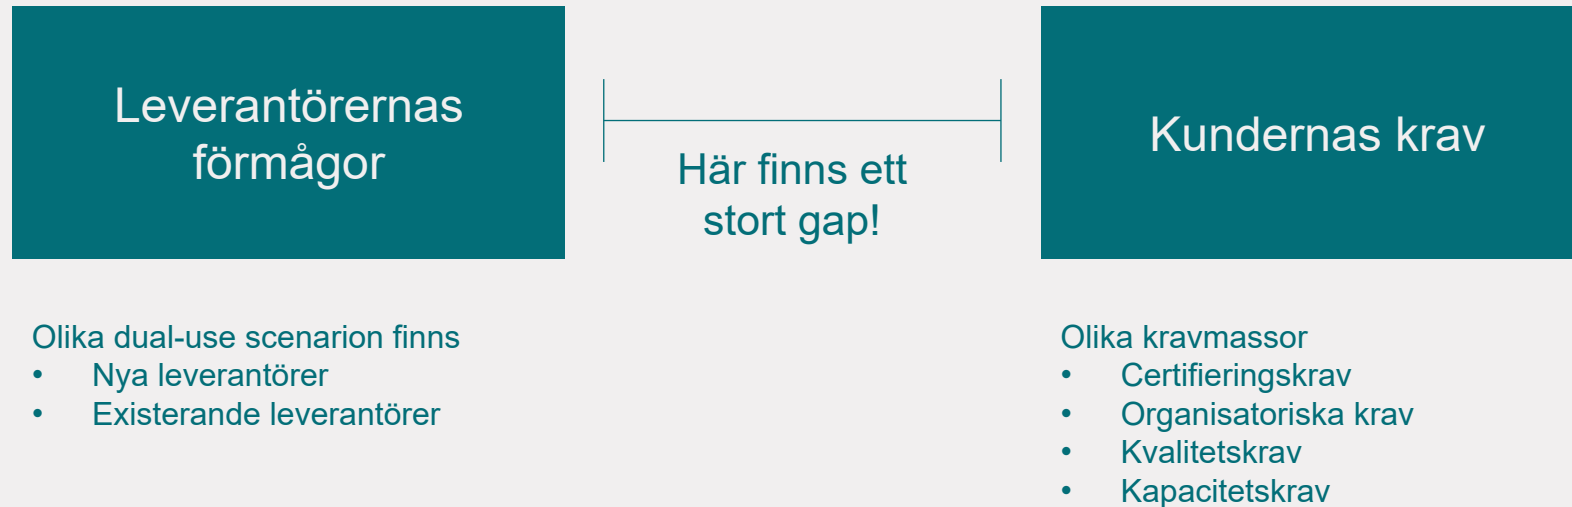 Leverantörernas
förmågor
Här finns ett
stort gap!
Kundernas krav
Olika dual-use scenarion finns
• Nya leverantörer
• Existerande leverantörer
Olika kravmassor
• Certifieringskrav
• Organisatoriska krav
• Kvalitetskrav
• Kapacitetskrav